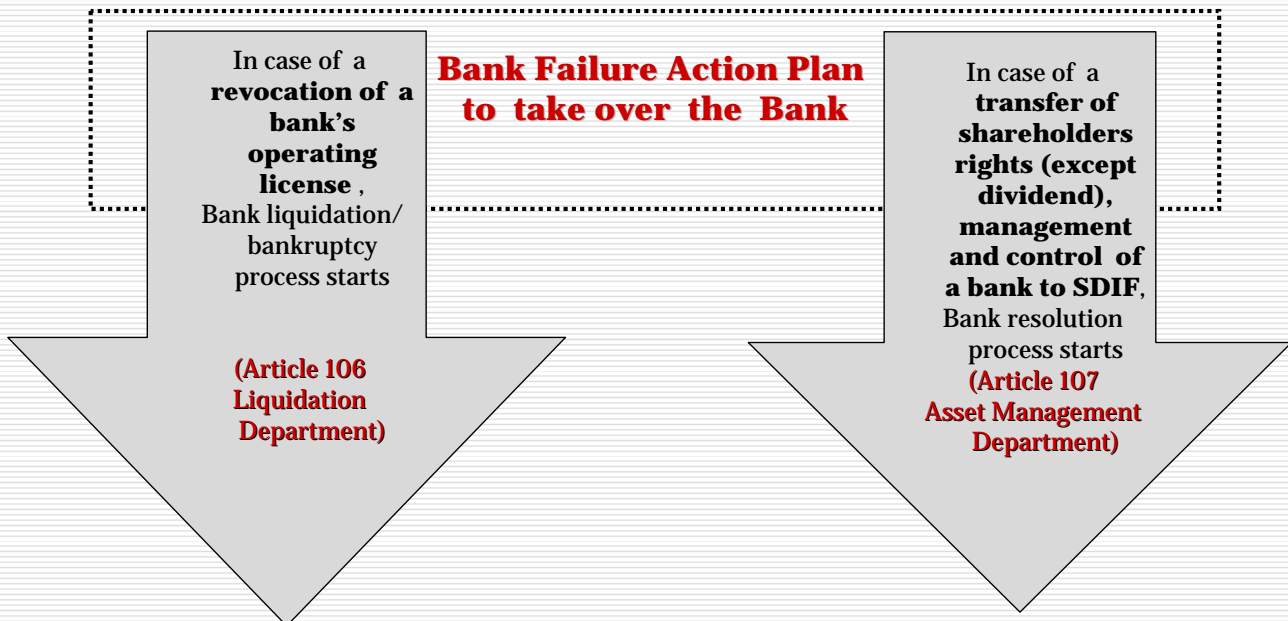 Bank Failure Action Plan
to take over the Bank
In case of a
revocation of a
bank's
operating
license ,
Bank liquidation/
bankruptcy
process starts
(Article 106
Liquidation
Department)
In case of a
transfer of
shareholders
rights (except
dividend),
management
and control of
a bank to SDIF,
Bank resolution
process starts
(Article 107
Asset Management
Department)